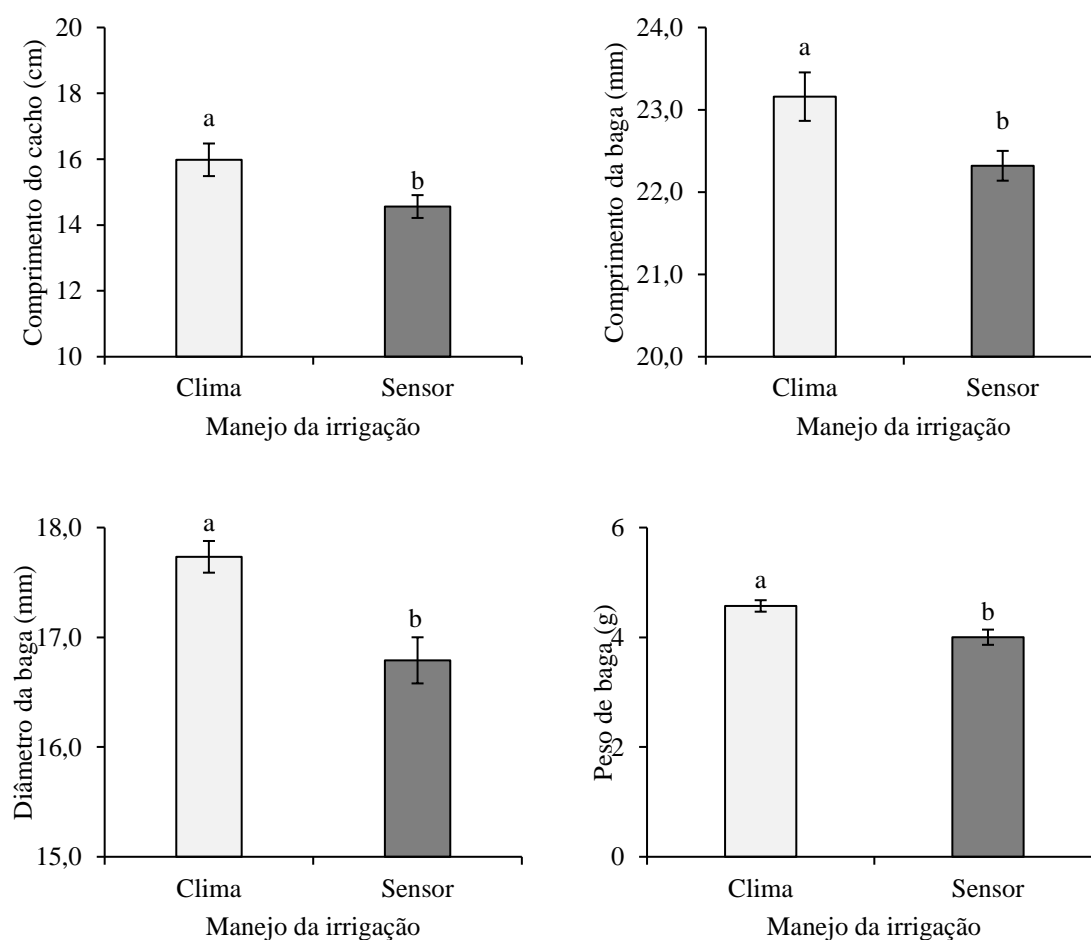 Comprimento do cacho (cm)
20
18
16
14
12
10
a
b
Clima
Sensor
Manejo da irrigação
Comprimento da baga (mm)
24,0
23,0
22,0
21,0
20,0
a
b
Clima
Sensor
Manejo da irrigação
Diâmetro da baga (mm)
18,0
17,0
16,0
15,0
a
b
Clima
Sensor
Manejo da irrigação
Peso de baga (g)
6
4
2
0
a
b
Clima
Sensor
Manejo da irrigação